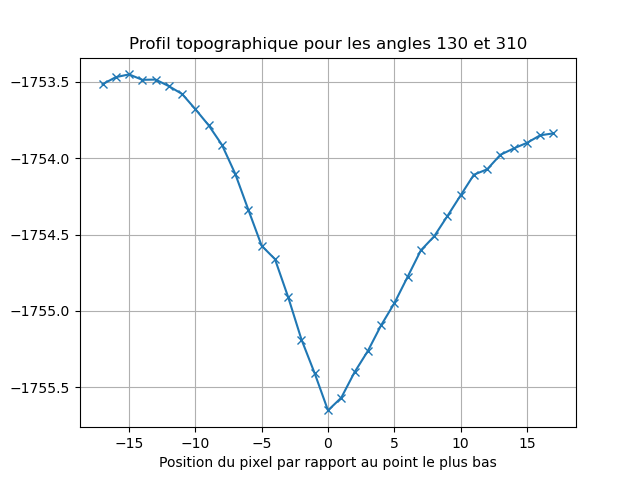 Profil topographique pour les angles 130 et 310
−1753.5
−1754.0
−1754.5
−1755.0
−1755.5
−15 −10 −5 0 5 10 15
Position du pixel par rapport au point le plus bas